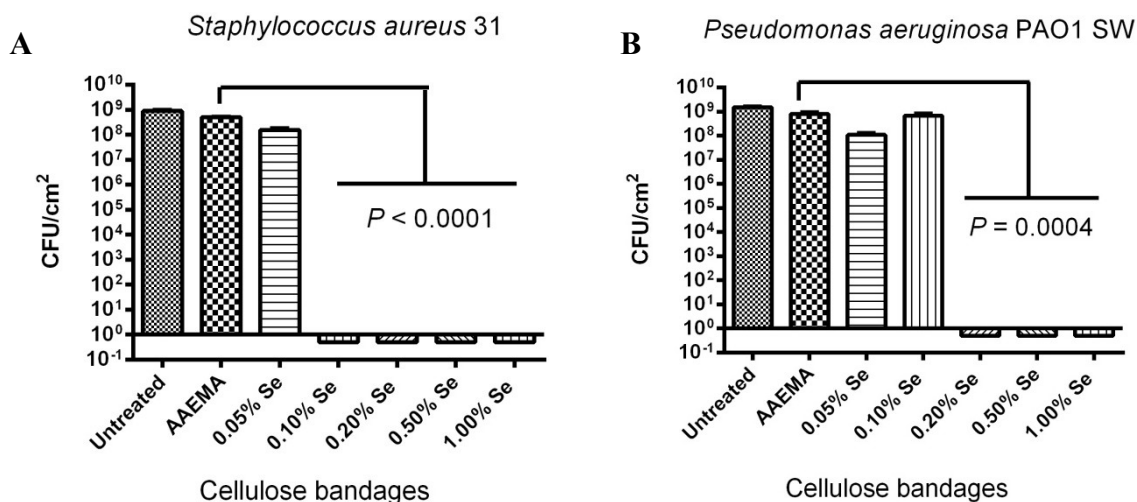 A
Staphylococcus aureus 31
10^10
10^9
10^8
10^7
10^6
10^5
10^4
10^3
10^2
10^1
10^0
10^-1
CFU/cm^2
P < 0.0001
Untreated
AAEMA
0.05% Se
0.10% Se
0.20% Se
0.50% Se
1.00% Se
Cellulose bandages
B
Pseudomonas aeruginosa PAO1 SW
10^10
10^9
10^8
10^7
10^6
10^5
10^4
10^3
10^2
10^1
10^0
10^-1
CFU/cm^2
P = 0.0004
Untreated
AAEMA
0.05% Se
0.10% Se
0.20% Se
0.50% Se
1.00% Se
Cellulose bandages